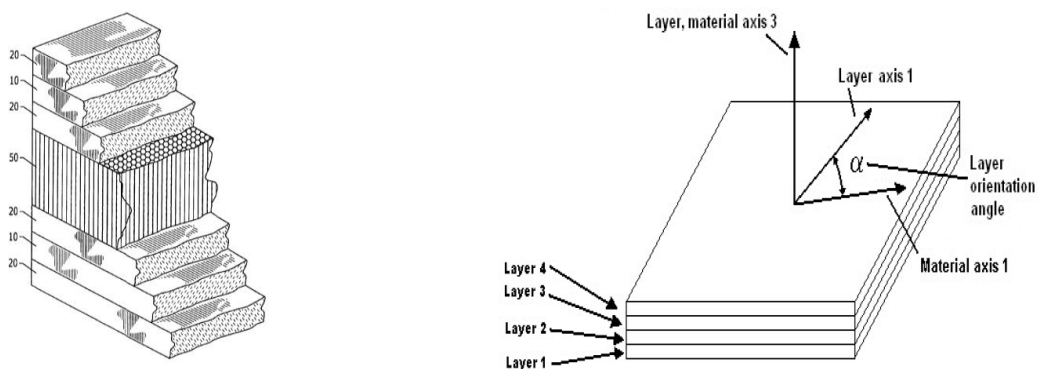 20
10
20
50
20
10
20
Layer, material axis 3
Layer axis 1
α
Layer
orientation
angle
Material axis 1
Layer 4
Layer 3
Layer 2
Layer 1